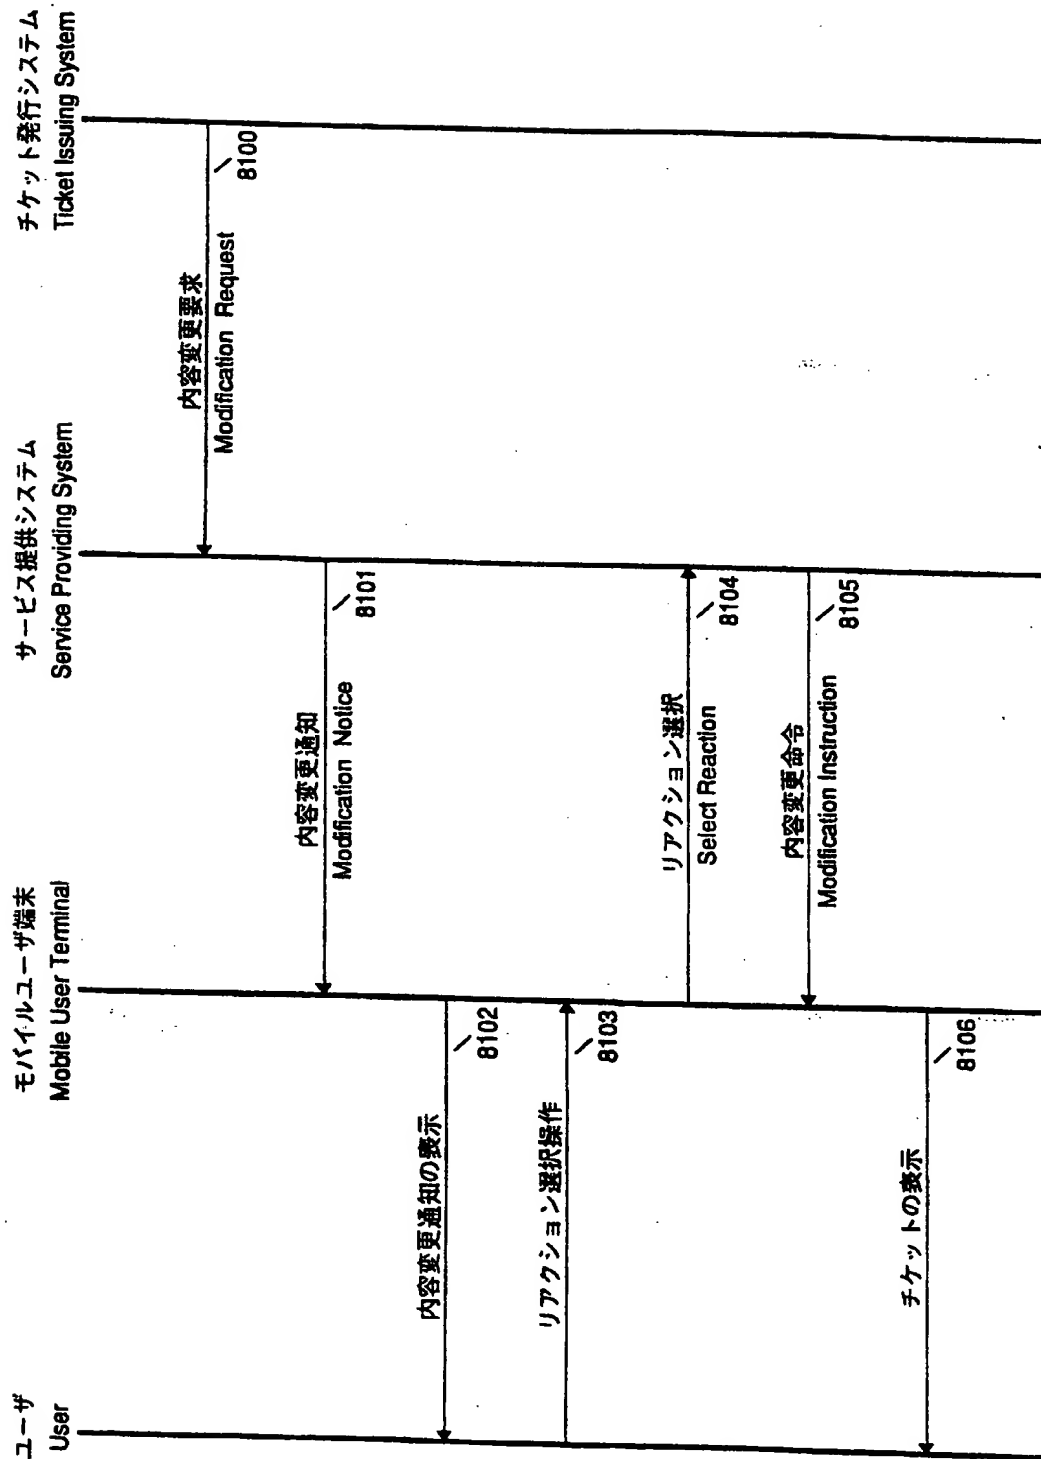 ユーザ
User
モバイルユーザ端末
Mobile User Terminal
サービス提供システム
Service Providing System
チケット発行システム
Ticket Issuing System
内容変更要求
Modification Request
8100
内容変更通知
Modification Notice
8101
内容変更通知の表示
8102
リアクション選択操作
8103
リアクション選択
Select Reaction
8104
内容変更命令
Modification Instruction
8105
チケットの表示
8106